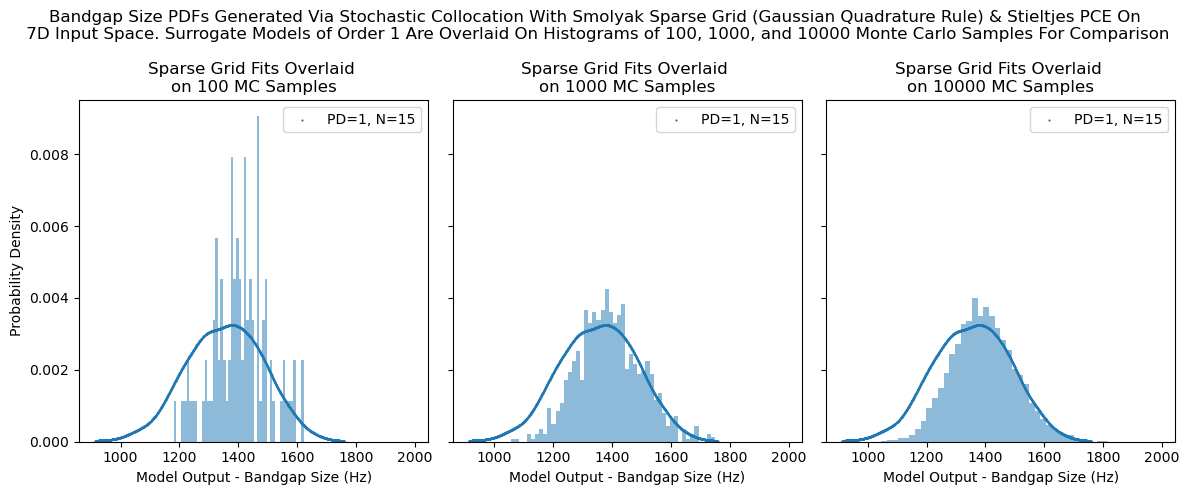 Bandgap Size PDFs Generated Via Stochastic Collocation With Smolyak Sparse Grid (Gaussian Quadrature Rule) & Stieltjes PCE On
7D Input Space. Surrogate Models of Order 1 Are Overlaid On Histograms of 100, 1000, and 10000 Monte Carlo Samples For Comparison
Sparse Grid Fits Overlaid
on 100 MC Samples
PD=1, N=15
0.008
0.006
0.004
0.002
0.000
Probability Density
1000 1200 1400 1600 1800 2000
Model Output - Bandgap Size (Hz)
Sparse Grid Fits Overlaid
on 1000 MC Samples
PD=1, N=15
1000 1200 1400 1600 1800 2000
Model Output - Bandgap Size (Hz)
Sparse Grid Fits Overlaid
on 10000 MC Samples
PD=1, N=15
1000 1200 1400 1600 1800 2000
Model Output - Bandgap Size (Hz)